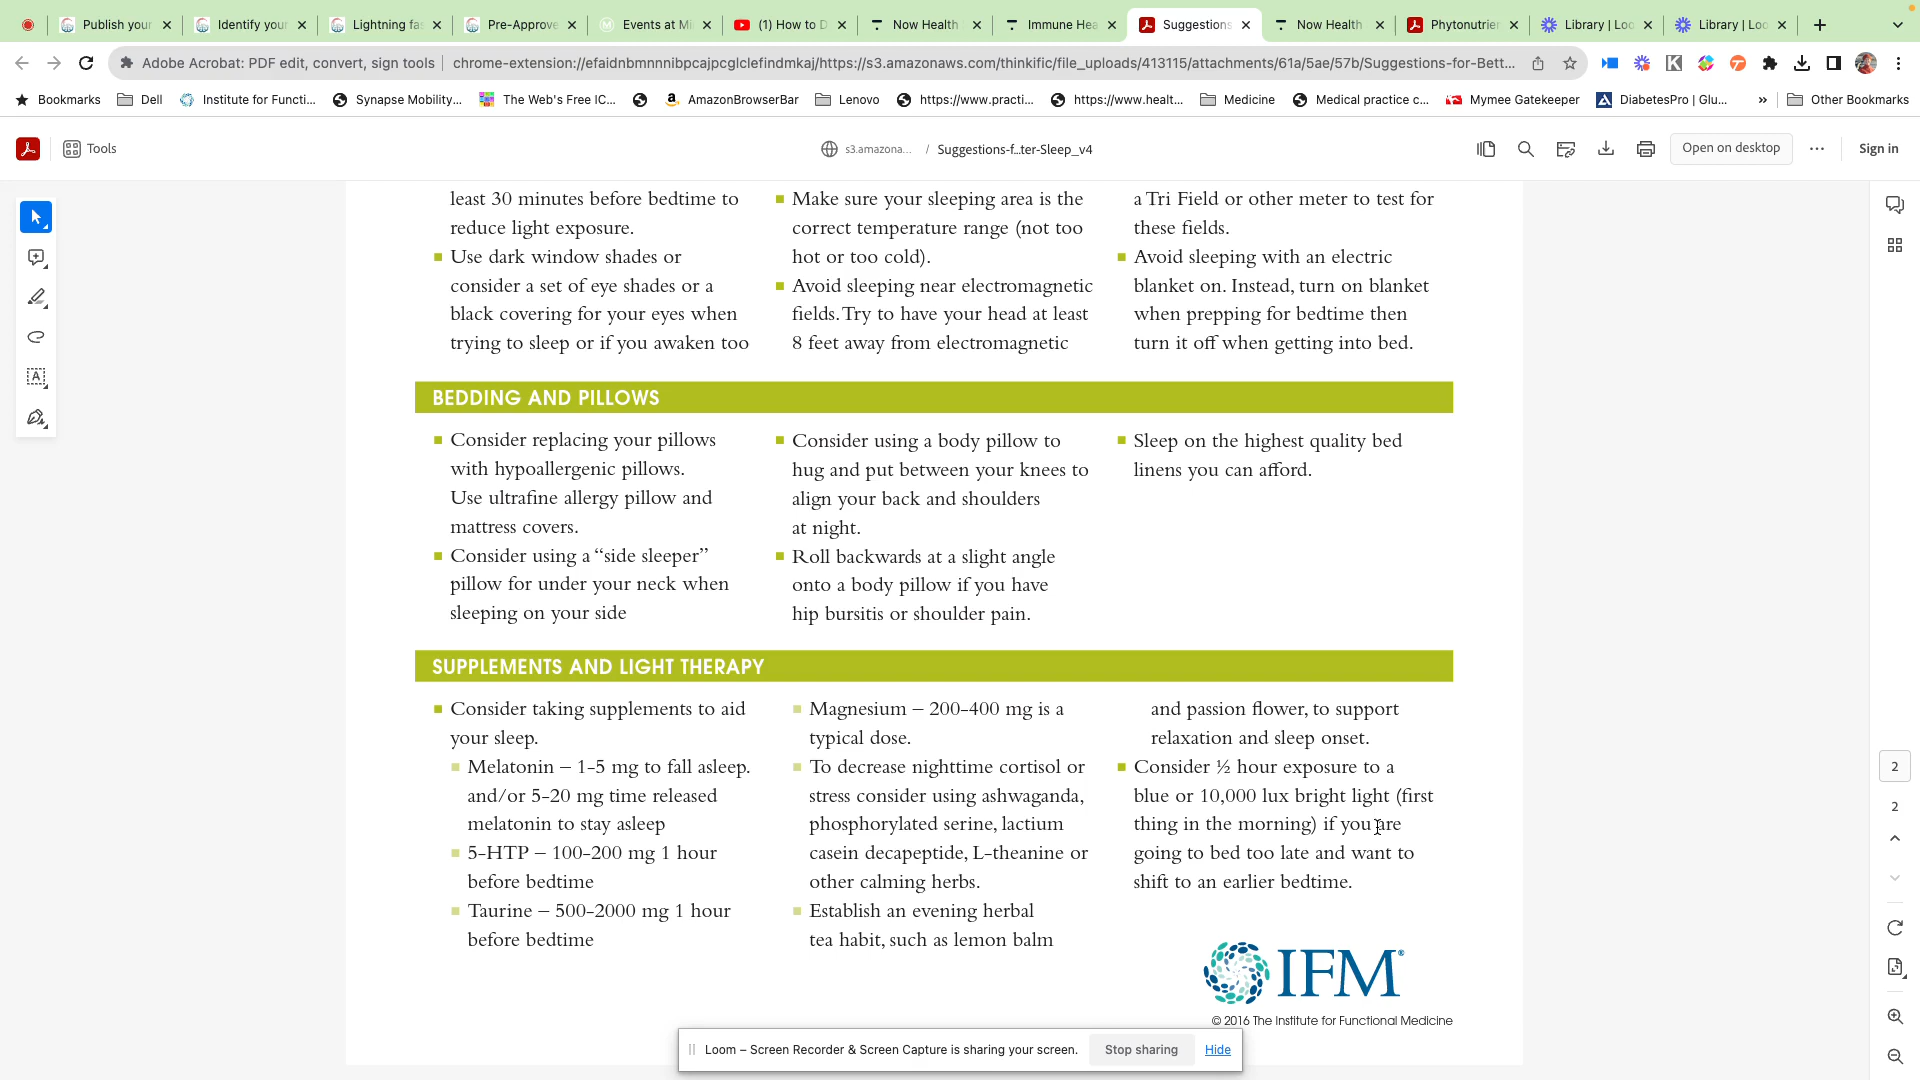 Publish your
Identify your
Lightning fa
Pre-Approve
Events at Mi
(1) How to D
Now Health
Immune Hea
Suggestions
Now Health
Phytonutrie
Library | Loo
Library | Loo
Adobe Acrobat: PDF edit, convert, sign tools
chrome-extension://efaidnbmnnnibpcajpcglclefindmkaj/https://s3.amazonaws.com/thinkific/file_uploads/413115/attachments/61a/5ae/57b/Suggestions-for-Bett...
Bookmarks
Dell
Institute for Functi...
Synapse Mobility...
The Web's Free IC...
AmazonBrowserBar
Lenovo
https://www.practi...
https://www.healt...
Medicine
Medical practice c...
Mymee Gatekeeper
DiabetesPro | Glu...
»
Other Bookmarks
Tools
s3.amazona...
/
Suggestions-f...ter-Sleep_v4
Open on desktop
Sign in
least 30 minutes before bedtime to
reduce light exposure.
Use dark window shades or
consider a set of eye shades or a
black covering for your eyes when
trying to sleep or if you awaken too
Make sure your sleeping area is the
correct temperature range (not too
hot or too cold).
Avoid sleeping near electromagnetic
fields. Try to have your head at least
8 feet away from electromagnetic
a Tri Field or other meter to test for
these fields.
Avoid sleeping with an electric
blanket on. Instead, turn on blanket
when prepping for bedtime then
turn it off when getting into bed.
BEDDING AND PILLOWS
Consider replacing your pillows
with hypoallergenic pillows.
Use ultrafine allergy pillow and
mattress covers.
Consider using a “side sleeper”
pillow for under your neck when
sleeping on your side
Consider using a body pillow to
hug and put between your knees to
align your back and shoulders
at night.
Roll backwards at a slight angle
onto a body pillow if you have
hip bursitis or shoulder pain.
Sleep on the highest quality bed
linens you can afford.
SUPPLEMENTS AND LIGHT THERAPY
Consider taking supplements to aid
your sleep.
Melatonin – 1-5 mg to fall asleep.
and/or 5-20 mg time released
melatonin to stay asleep
5-HTP – 100-200 mg 1 hour
before bedtime
Taurine – 500-2000 mg 1 hour
before bedtime
Magnesium – 200-400 mg is a
typical dose.
To decrease nighttime cortisol or
stress consider using ashwaganda,
phosphorylated serine, lactium
casein decapeptide, L-theanine or
other calming herbs.
Establish an evening herbal
tea habit, such as lemon balm
and passion flower, to support
relaxation and sleep onset.
Consider ½ hour exposure to a
blue or 10,000 lux bright light (first
thing in the morning) if you are
going to bed too late and want to
shift to an earlier bedtime.
IFM®
© 2016 The Institute for Functional Medicine
2
2
Loom – Screen Recorder & Screen Capture is sharing your screen.
Stop sharing
Hide